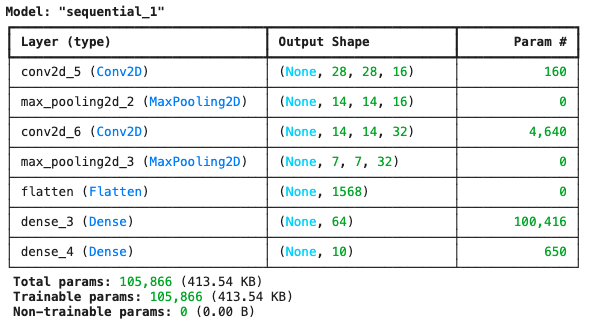 Model: "sequential_1"
Layer (type) Output Shape Param #
conv2d_5 (Conv2D) (None, 28, 28, 16) 160
max_pooling2d_2 (MaxPooling2D) (None, 14, 14, 16) 0
conv2d_6 (Conv2D) (None, 14, 14, 32) 4,640
max_pooling2d_3 (MaxPooling2D) (None, 7, 7, 32) 0
flatten (Flatten) (None, 1568) 0
dense_3 (Dense) (None, 64) 100,416
dense_4 (Dense) (None, 10) 650
Total params: 105,866 (413.54 KB)
Trainable params: 105,866 (413.54 KB)
Non-trainable params: 0 (0.00 B)